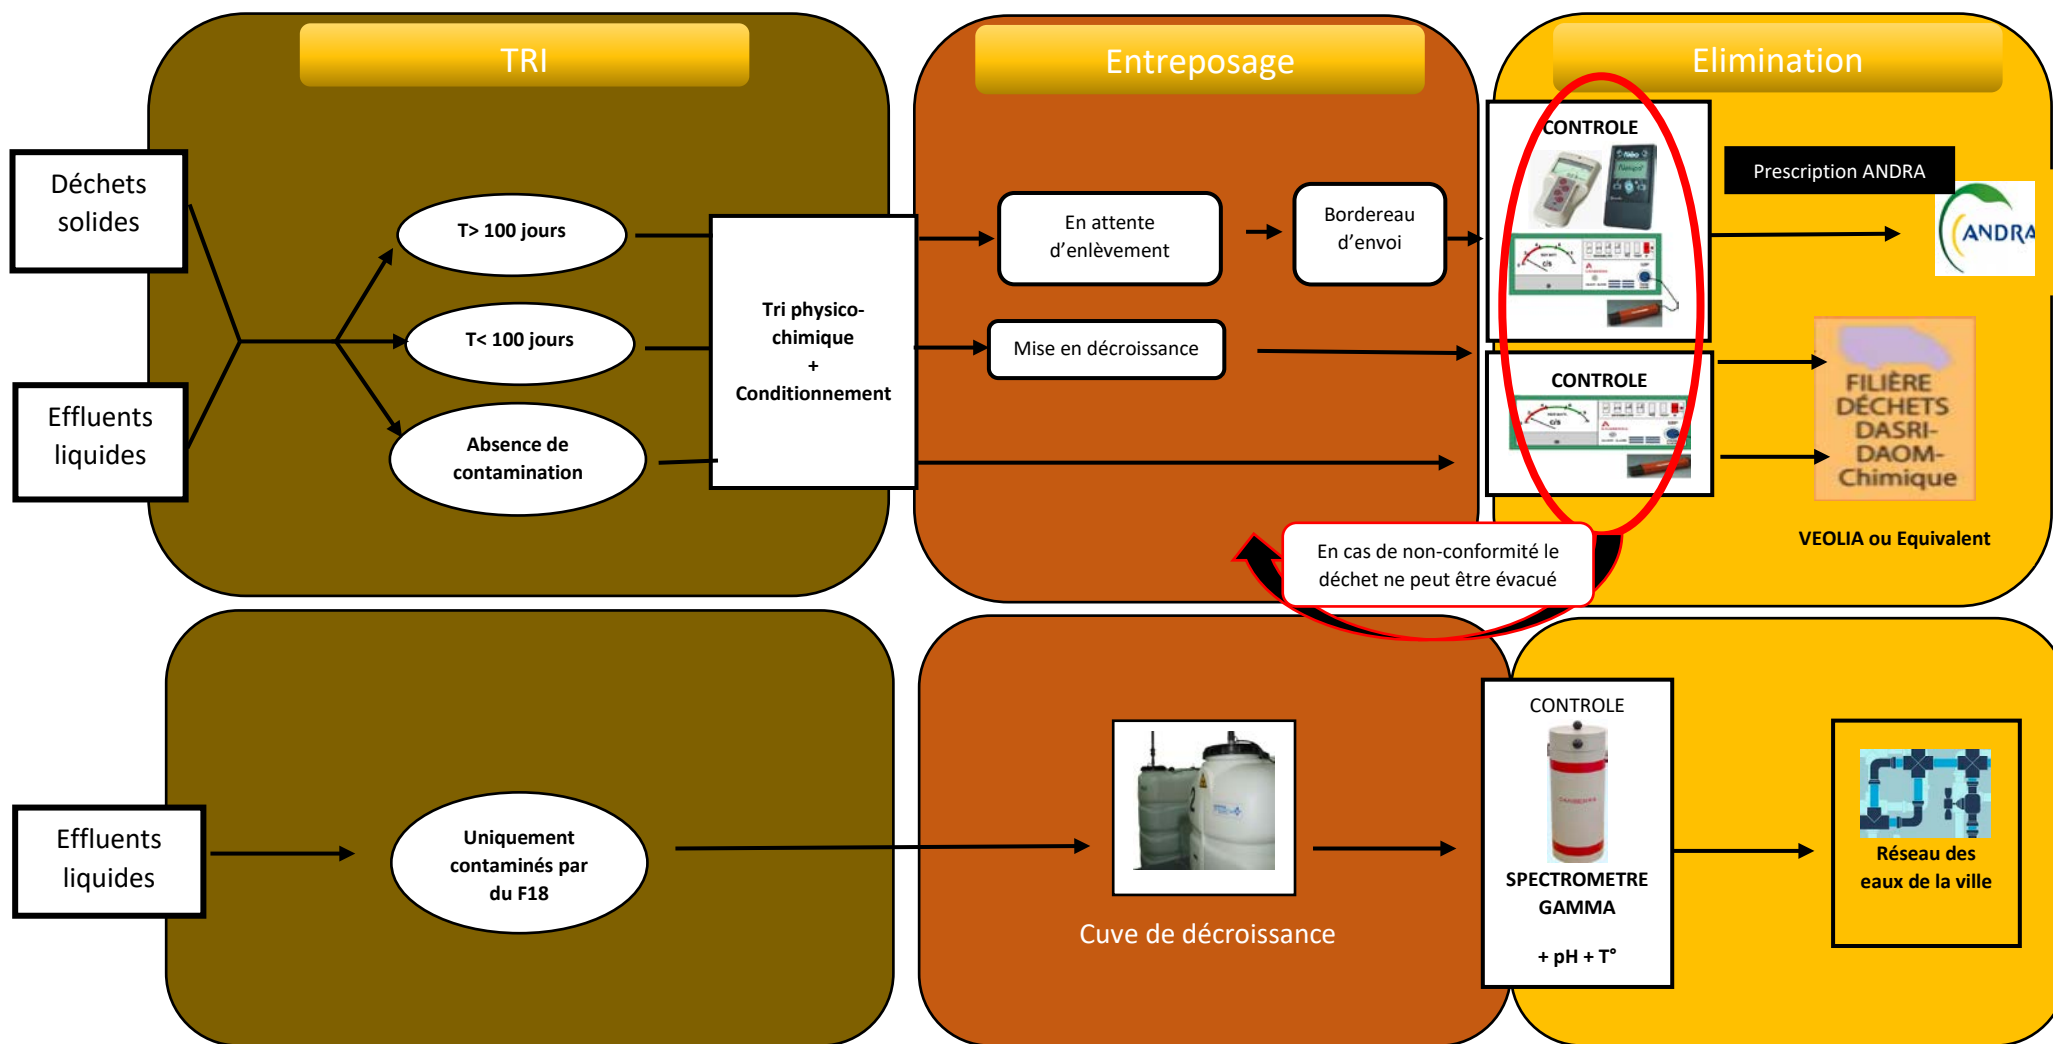 TRI
Entreposage
Elimination
Déchets
solides
Effluents
liquides
T> 100 jours
T< 100 jours
Absence de
contamination
Tri physico-
chimique
+
Conditionnement
En attente
d'enlèvement
Bordereau
d'envoi
Mise en décroissance
CONTROLE
Néo
c/s
CONTROLE
c/s
Prescription ANDRA
ANDRA
FILIÈRE
DÉCHETS
DASRI-
DAOM-
Chimique
VEOLIA ou Equivalent
En cas de non-conformité le
déchet ne peut être évacué
Effluents
liquides
Uniquement
contaminés par
du F18
2
Cuve de décroissance
CONTROLE
CANBERRA
SPECTROMETRE
GAMMA
+ pH + T°
Réseau des
eaux de la ville